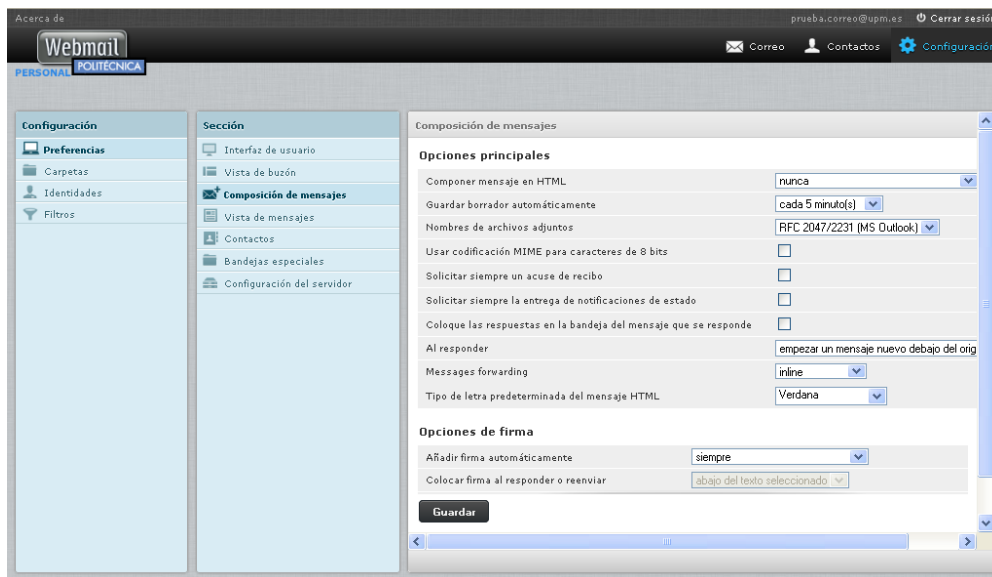 Acerca de
prueba.correo@upm.es Cerrar sesión
Webmail
PERSONAL POLITÉCNICA
Correo Contactos Configuración
Configuración
Preferencias
Carpetas
Identidades
Filtros
Sección
Interfaz de usuario
Vista de buzón
Composición de mensajes
Vista de mensajes
Contactos
Bandejas especiales
Configuración del servidor
Composición de mensajes
Opciones principales
Componer mensaje en HTML nunca
Guardar borrador automáticamente cada 5 minuto(s)
Nombres de archivos adjuntos RFC 2047/2231 (MS Outlook)
Usar codificación MIME para caracteres de 8 bits
Solicitar siempre un acuse de recibo
Solicitar siempre la entrega de notificaciones de estado
Coloque las respuestas en la bandeja del mensaje que se responde
Al responder empezar un mensaje nuevo debajo del orig
Messages forwarding inline
Tipo de letra predeterminada del mensaje HTML Verdana
Opciones de firma
Añadir firma automáticamente siempre
Colocar firma al responder o reenviar abajo del texto seleccionado
Guardar